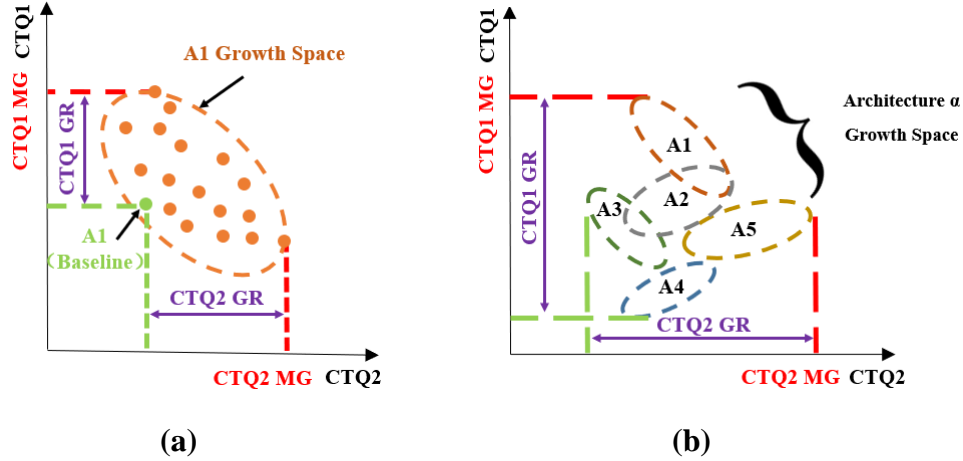 CTQ1
CTQ1 MG
CTQ1 GR
A1 Growth Space
A1
(Baseline)
CTQ2 GR
CTQ2 MG CTQ2
(a)
CTQ1
CTQ1 MG
CTQ1 GR
A1
A2
A3
A5
A4
CTQ2 GR
CTQ2 MG CTQ2
Architecture α
Growth Space
(b)